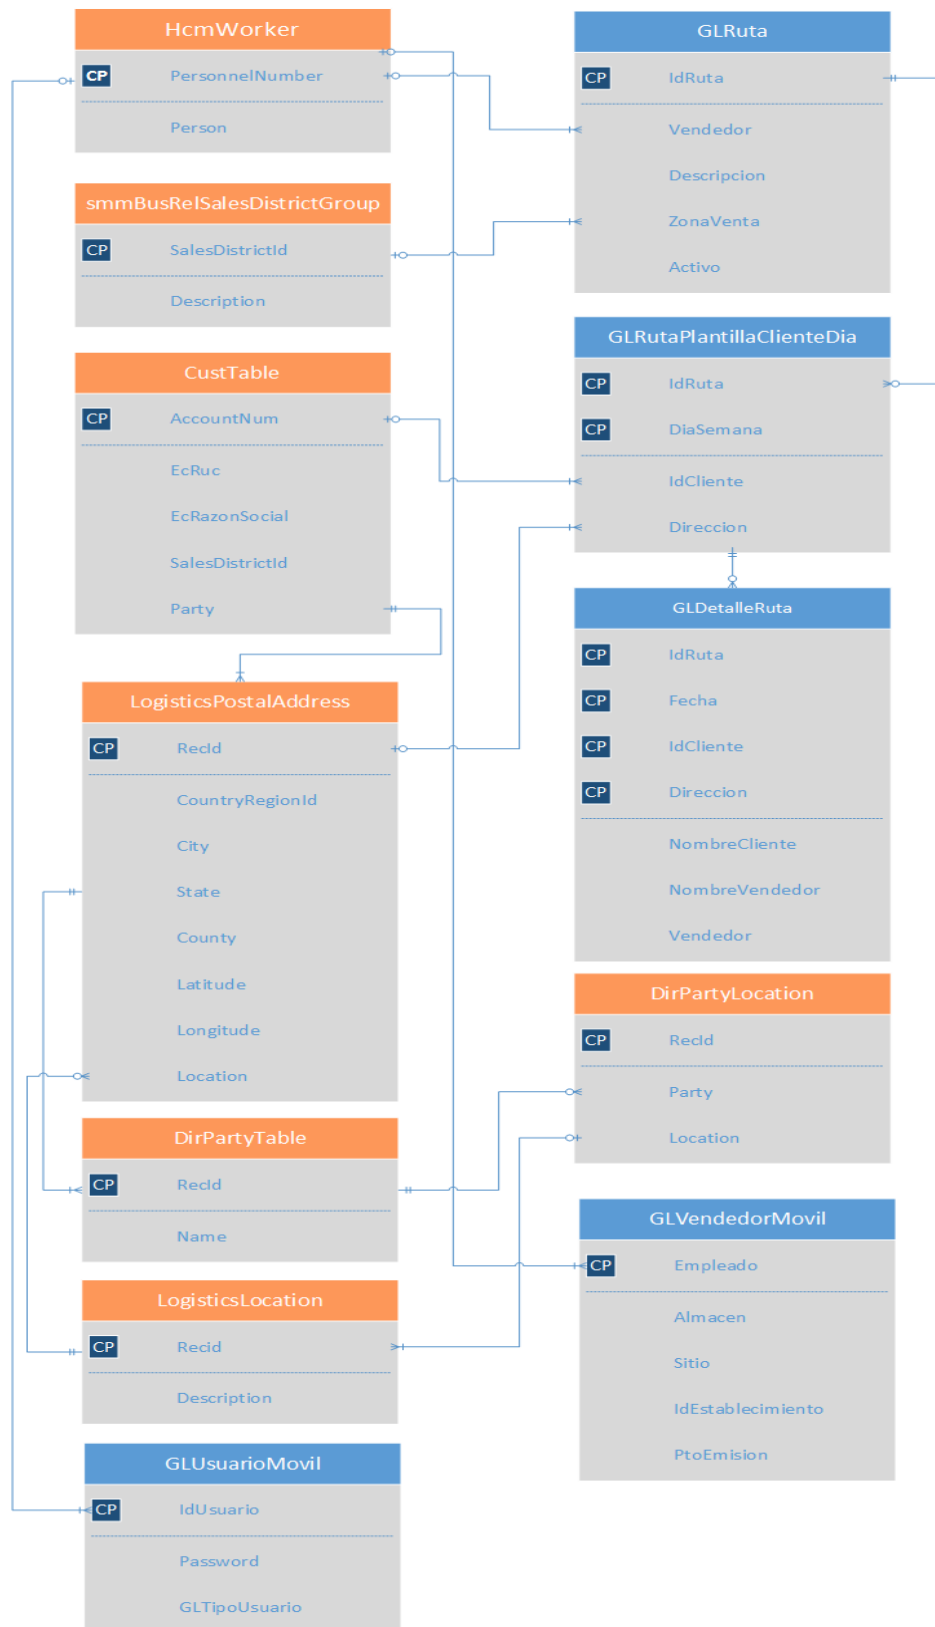 HcmWorker
CP PersonnelNumber
Person
smmBusRelSalesDistrictGroup
CP SalesDistrictId
Description
CustTable
CP AccountNum
EcRuc
EcRazonSocial
SalesDistrictId
Party
LogisticsPostalAddress
CP RecId
CountryRegionId
City
State
County
Latitude
Longitude
Location
DirPartyTable
CP RecId
Name
LogisticsLocation
CP Recid
Description
GLUsuarioMovil
CP IdUsuario
Password
GLTipoUsuario
GLRuta
CP IdRuta
Vendedor
Descripcion
ZonaVenta
Activo
GLRutaPlantillaClienteDia
CP IdRuta
CP DiaSemana
IdCliente
Direccion
GLDetalleRuta
CP IdRuta
CP Fecha
CP IdCliente
CP Direccion
NombreCliente
NombreVendedor
Vendedor
DirPartyLocation
CP RecId
Party
Location
GLVendedorMovil
CP Empleado
Almacen
Sitio
IdEstablecimiento
PtoEmision